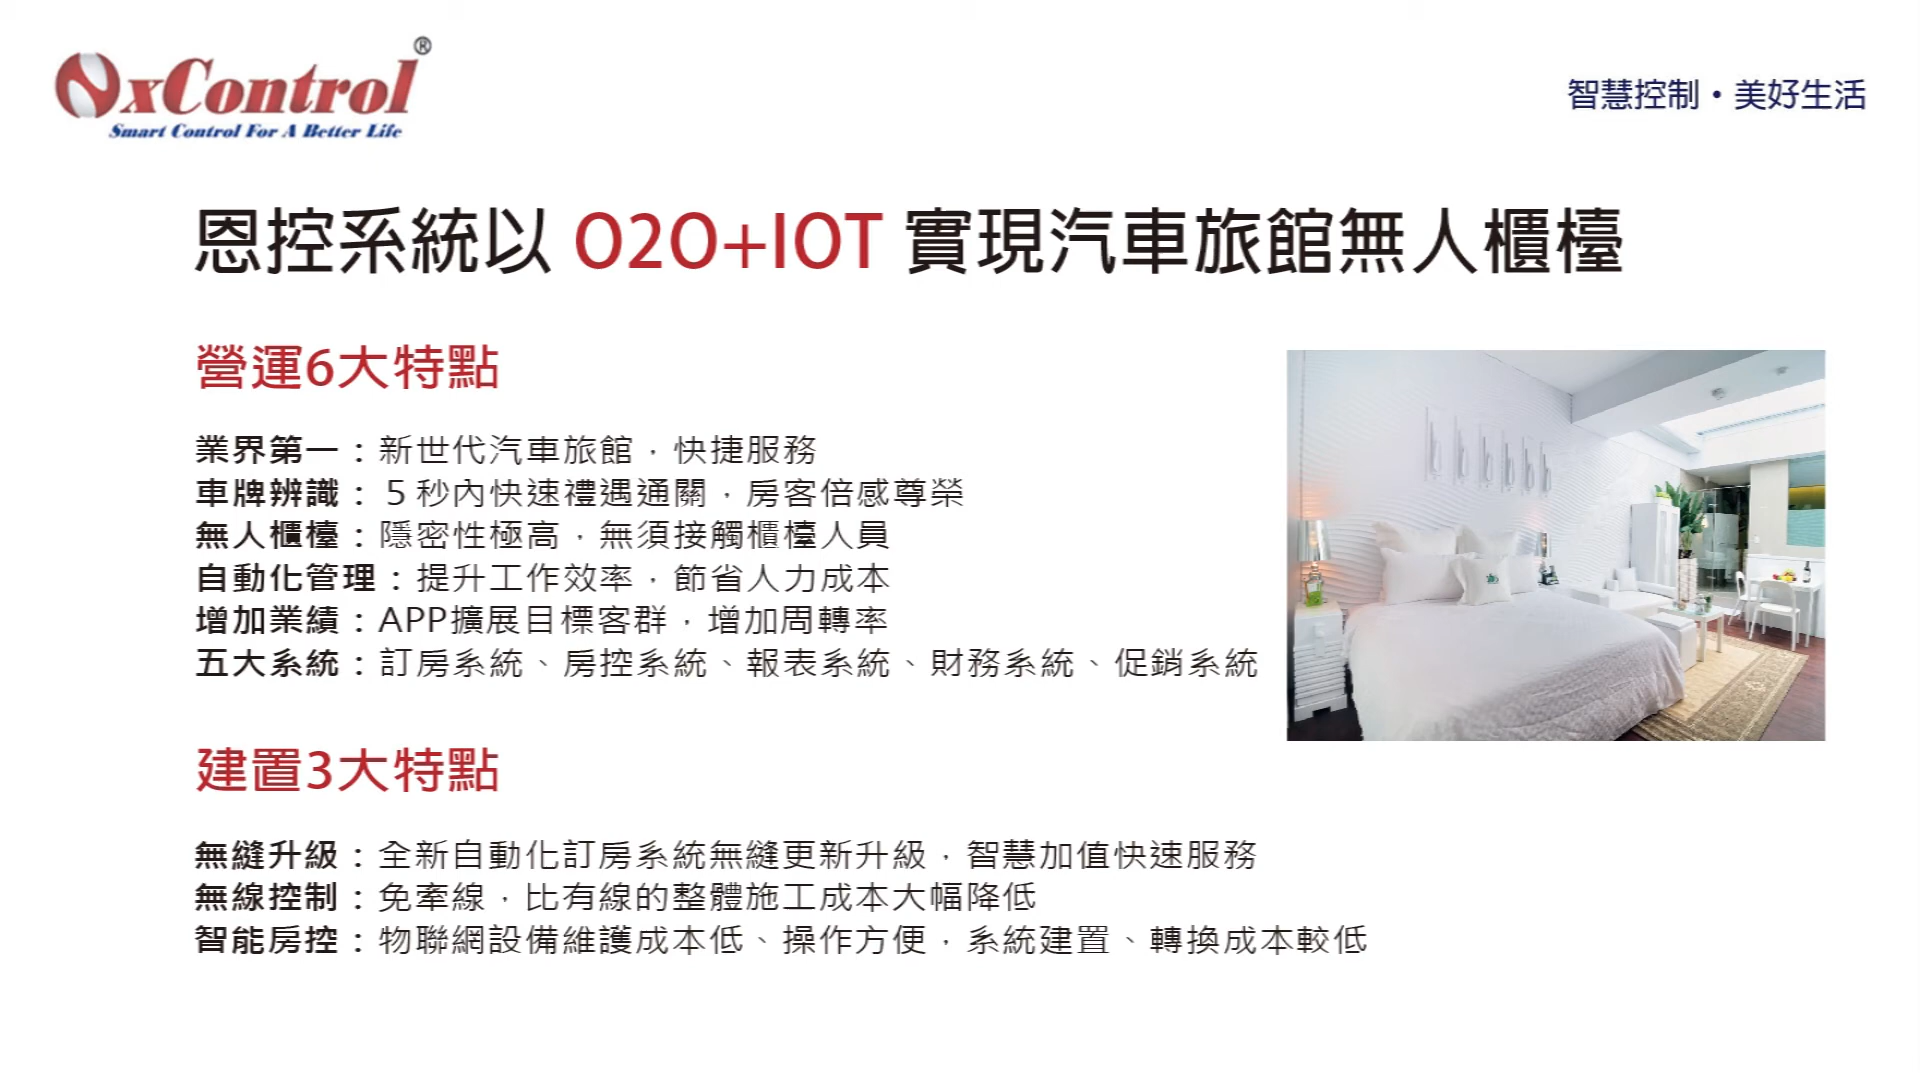 NxControl®
Smart Control For A Better Life
智慧控制・美好生活
恩控系統以 O2O+IOT 實現汽車旅館無人櫃檯
營運6大特點
業界第一：新世代汽車旅館，快捷服務
車牌辨識：５秒內快速禮遇通關，房客倍感尊榮
無人櫃檯：隱密性極高，無須接觸櫃檯人員
自動化管理：提升工作效率，節省人力成本
增加業績：APP擴展目標客群，增加周轉率
五大系統：訂房系統、房控系統、報表系統、財務系統、促銷系統
建置3大特點
無縫升級：全新自動化訂房系統無縫更新升級，智慧加值快速服務
無線控制：免牽線，比有線的整體施工成本大幅降低
智能房控：物聯網設備維護成本低、操作方便，系統建置、轉換成本較低